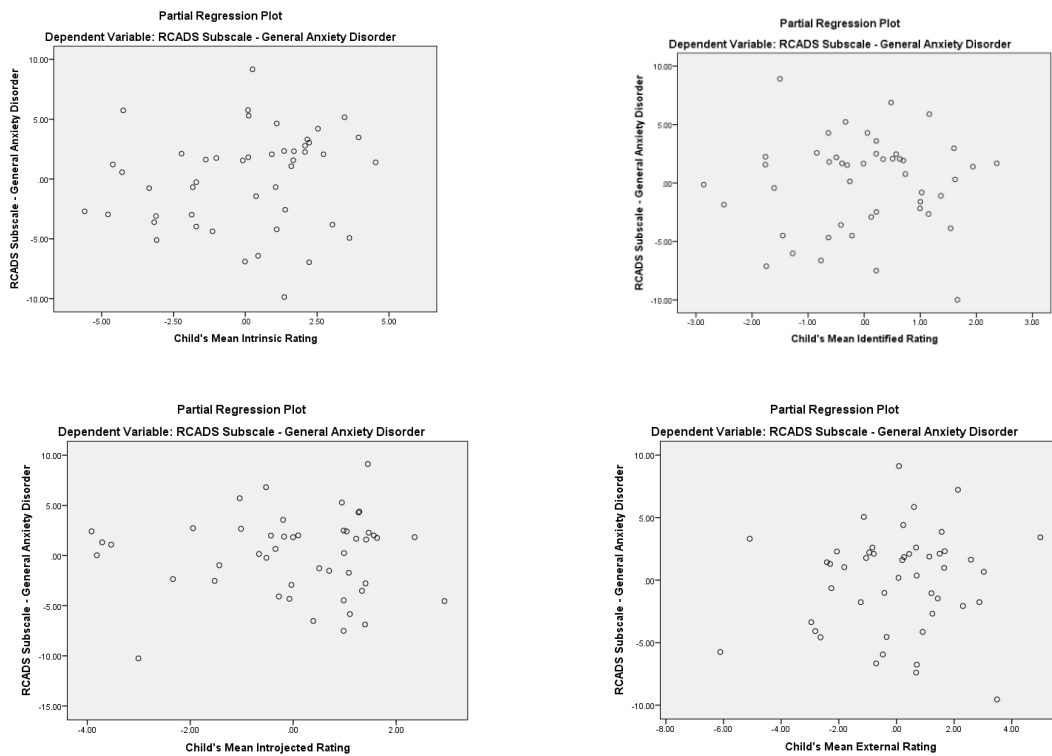 Partial Regression Plot
Dependent Variable: RCADS Subscale - General Anxiety Disorder
RCADS Subscale - General Anxiety Disorder
10.00
5.00
.00
-5.00
-10.00
-5.00
-2.50
.00
2.50
5.00
Child's Mean Intrinsic Rating
Partial Regression Plot
Dependent Variable: RCADS Subscale - General Anxiety Disorder
RCADS Subscale - General Anxiety Disorder
10.00
5.00
.00
-5.00
-10.00
-3.00
-2.00
-1.00
.00
1.00
2.00
3.00
Child's Mean Identified Rating
Partial Regression Plot
Dependent Variable: RCADS Subscale - General Anxiety Disorder
RCADS Subscale - General Anxiety Disorder
10.00
5.00
.00
-5.00
-10.00
-15.00
-4.00
-2.00
.00
2.00
Child's Mean Introjected Rating
Partial Regression Plot
Dependent Variable: RCADS Subscale - General Anxiety Disorder
RCADS Subscale - General Anxiety Disorder
10.00
5.00
.00
-5.00
-10.00
-8.00
-6.00
-4.00
-2.00
.00
2.00
4.00
Child's Mean External Rating